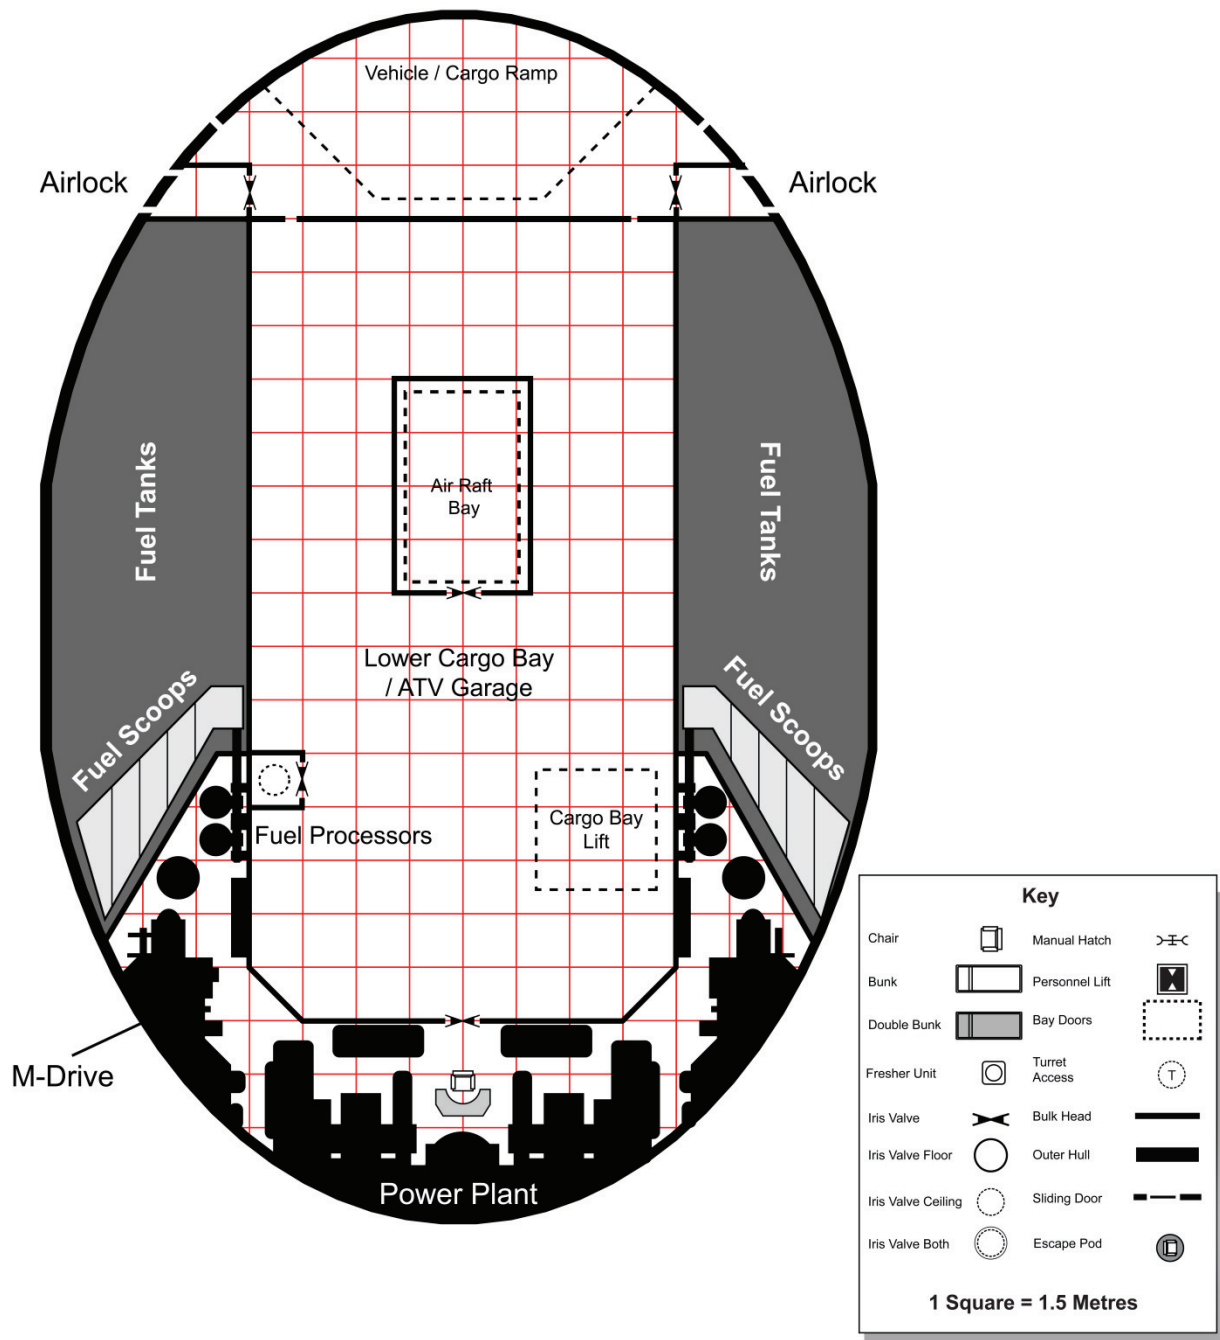 Vehicle / Cargo Ramp
Airlock
Airlock
Fuel Tanks
Air Raft
Bay
Fuel Tanks
Lower Cargo Bay
/ ATV Garage
Fuel Scoops
Fuel Scoops
Fuel Processors
Cargo Bay
Lift
M-Drive
Power Plant
Key
Chair
Manual Hatch
Bunk
Personnel Lift
Double Bunk
Bay Doors
Fresher Unit
Turret
Access
T
Iris Valve
Bulk Head
Iris Valve Floor
Outer Hull
Iris Valve Ceiling
Sliding Door
Iris Valve Both
Escape Pod
1 Square = 1.5 Metres